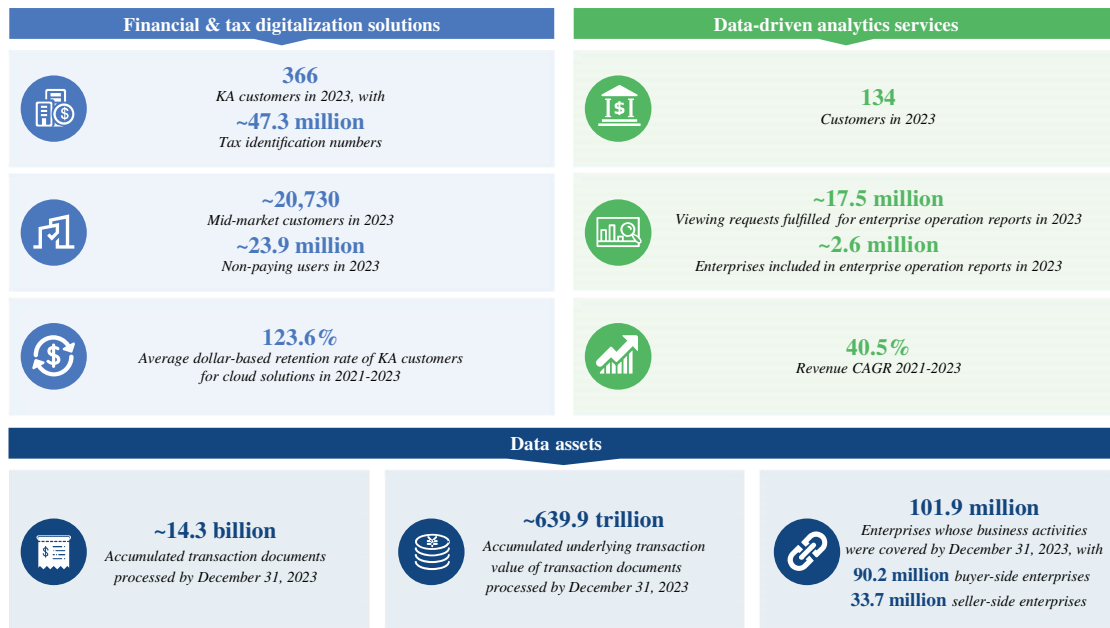 Financial & tax digitalization solutions
366
KA customers in 2023, with
~47.3 million
Tax identification numbers
~20,730
Mid-market customers in 2023
~23.9 million
Non-paying users in 2023
123.6%
Average dollar-based retention rate of KA customers
for cloud solutions in 2021-2023
Data-driven analytics services
134
Customers in 2023
~17.5 million
Viewing requests fulfilled for enterprise operation reports in 2023
~2.6 million
Enterprises included in enterprise operation reports in 2023
40.5%
Revenue CAGR 2021-2023
Data assets
$
~14.3 billion
Accumulated transaction documents
processed by December 31, 2023
¥
~639.9 trillion
Accumulated underlying transaction
value of transaction documents
processed by December 31, 2023
101.9 million
Enterprises whose business activities
were covered by December 31, 2023, with
90.2 million buyer-side enterprises
33.7 million seller-side enterprises